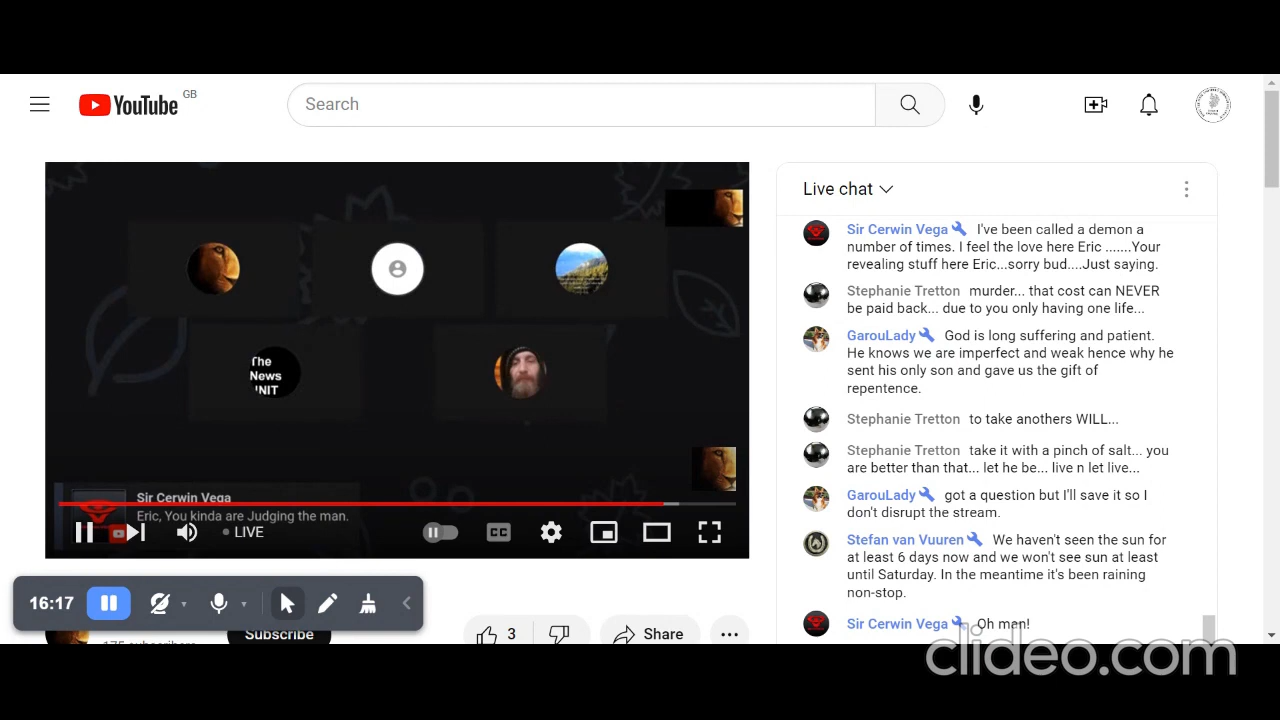 YouTube GB
Search
Live chat
Sir Cerwin Vega I've been called a demon a
number of times. I feel the love here Eric .......Your
revealing stuff here Eric...sorry bud....Just saying.
Stephanie Tretton murder... that cost can NEVER
be paid back... due to you only having one life...
GarouLady God is long suffering and patient.
He knows we are imperfect and weak hence why he
sent his only son and gave us the gift of
repentence.
Stephanie Tretton to take anothers WILL...
Stephanie Tretton take it with a pinch of salt... you
are better than that... let he be... live n let live...
GarouLady got a question but I'll save it so I
don't disrupt the stream.
Stefan van Vuuren We haven't seen the sun for
at least 6 days now and we won't see sun at least
until Saturday. In the meantime it's been raining
non-stop.
Sir Cerwin Vega Oh men!
The
News
Sir Cerwin Vega
Eric, You kinda are Judging the man.
LIVE
CC
16:17
175 subscribers
Subscribe
3
Share
clideo.com